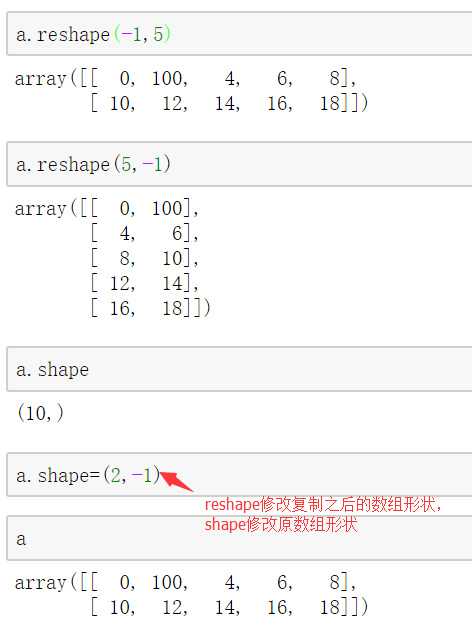 a.reshape(-1,5)
array([[  0, 100,   4,   6,   8],
       [ 10,  12,  14,  16,  18]])
a.reshape(5,-1)
array([[  0, 100],
       [  4,   6],
       [  8,  10],
       [ 12,  14],
       [ 16,  18]])
a.shape
(10,)
a.shape=(2,-1)
reshape修改复制之后的数组形状,
shape修改原数组形状
a
array([[  0, 100,   4,   6,   8],
       [ 10,  12,  14,  16,  18]])